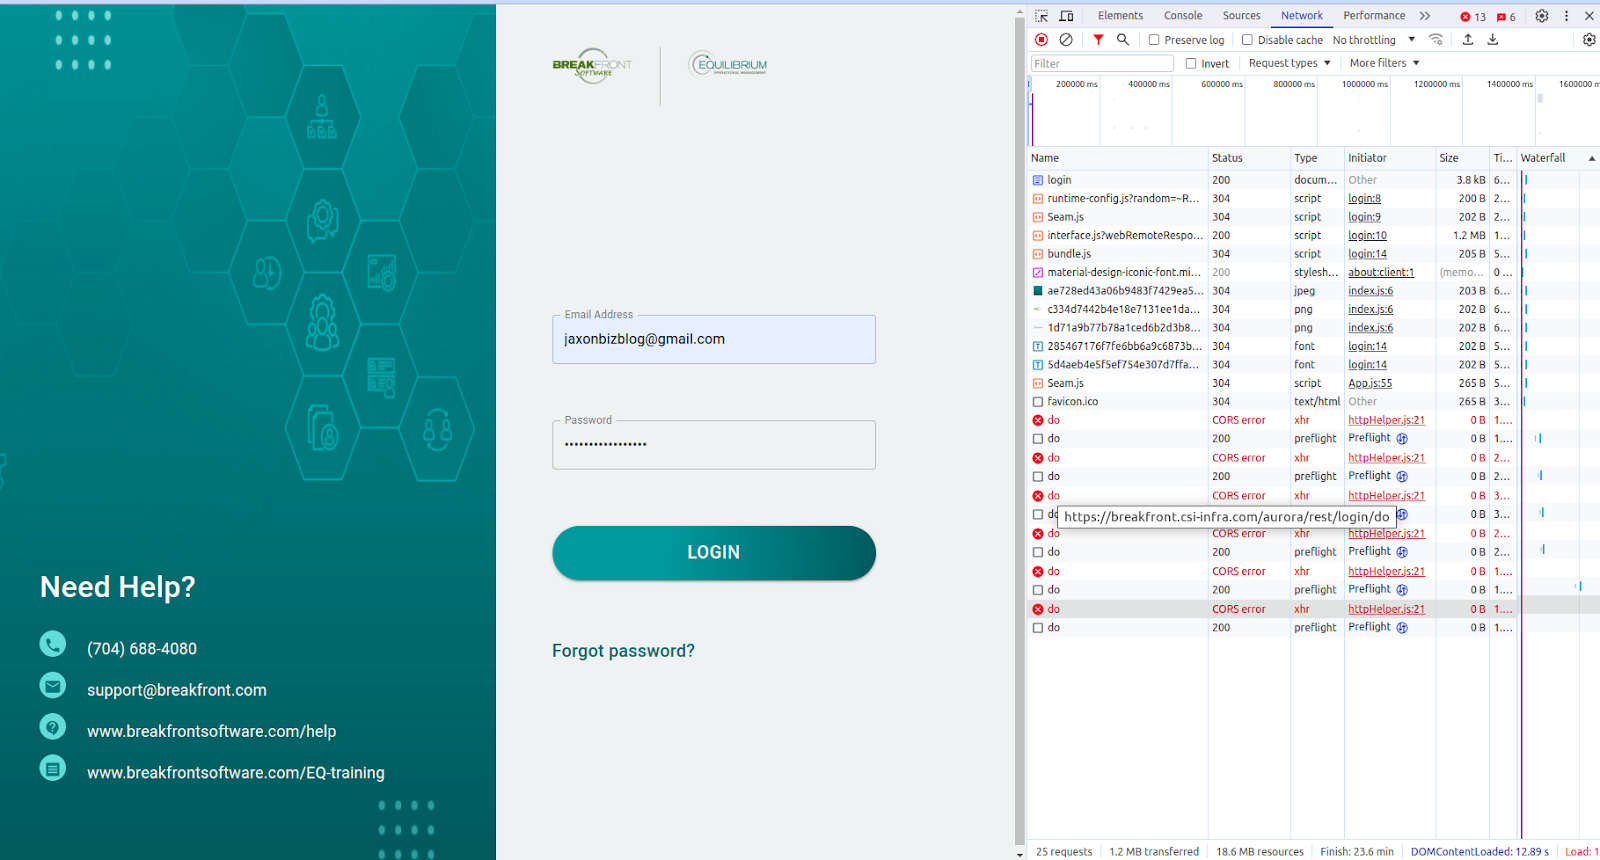 BREAKFRONT
SOFTWARE
EQUILIBRIUM
OPERATIONAL MANAGEMENT
Email Address
jaxonbizblog@gmail.com
Password
•••••••••••••••••
LOGIN
Forgot password?
Need Help?
(704) 688-4080
support@breakfront.com
www.breakfrontsoftware.com/help
www.breakfrontsoftware.com/EQ-training
Elements Console Sources Network Performance 13 6
Preserve log Disable cache No throttling
Filter Invert Request types More filters
200000 ms 400000 ms 600000 ms 800000 ms 1000000 ms 1200000 ms 1400000 ms 1600000 m
Name Status Type Initiator Size Ti... Waterfall
login 200 docum... Other 3.8 kB 6...
runtime-config.js?random=~R... 304 script login:8 200 B 2...
Seam.js 304 script login:9 202 B 2...
interface.js?webRemoteRespo... 200 script login:10 1.2 MB 1...
bundle.js 304 script login:14 205 B 5...
material-design-iconic-font.mi... 200 stylesh... about:client:1 (memo... 0 ...
ae728ed43a06b9483f7429ea5... 304 jpeg index.js:6 203 B 6...
c334d7442b4e18e7131ee1da... 304 png index.js:6 202 B 6...
1d71a9b77b78a1ced6b2d3b8... 304 png index.js:6 202 B 6...
285467176f7fe6bb6a9c6873b... 304 font login:14 202 B 5...
5d4aeb4e5f5ef754e307d7ffa... 304 font login:14 202 B 5...
Seam.js 304 script App.js:55 265 B 5...
favicon.ico 304 text/html Other 265 B 3...
do CORS error xhr httpHelper.js:21 0 B 1....
do 200 preflight Preflight 0 B 1....
do CORS error xhr httpHelper.js:21 0 B 2...
do 200 preflight Preflight 0 B 2...
do CORS error xhr httpHelper.js:21 0 B 3...
do https://breakfront.csi-infra.com/aurora/rest/login/do 0 B 3...
do CORS error xhr httpHelper.js:21 0 B 2...
do 200 preflight Preflight 0 B 2...
do CORS error xhr httpHelper.js:21 0 B 1....
do 200 preflight Preflight 0 B 1....
do CORS error xhr httpHelper.js:21 0 B 1....
do 200 preflight Preflight 0 B 1....
25 requests 1.2 MB transferred 18.6 MB resources Finish: 23.6 min DOMContentLoaded: 12.89 s Load: 1